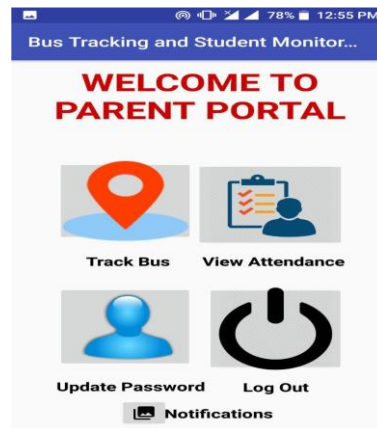 78% 12:55 PM
Bus Tracking and Student Monitor...
WELCOME TO
PARENT PORTAL
Track Bus View Attendance
Update Password Log Out
Notifications